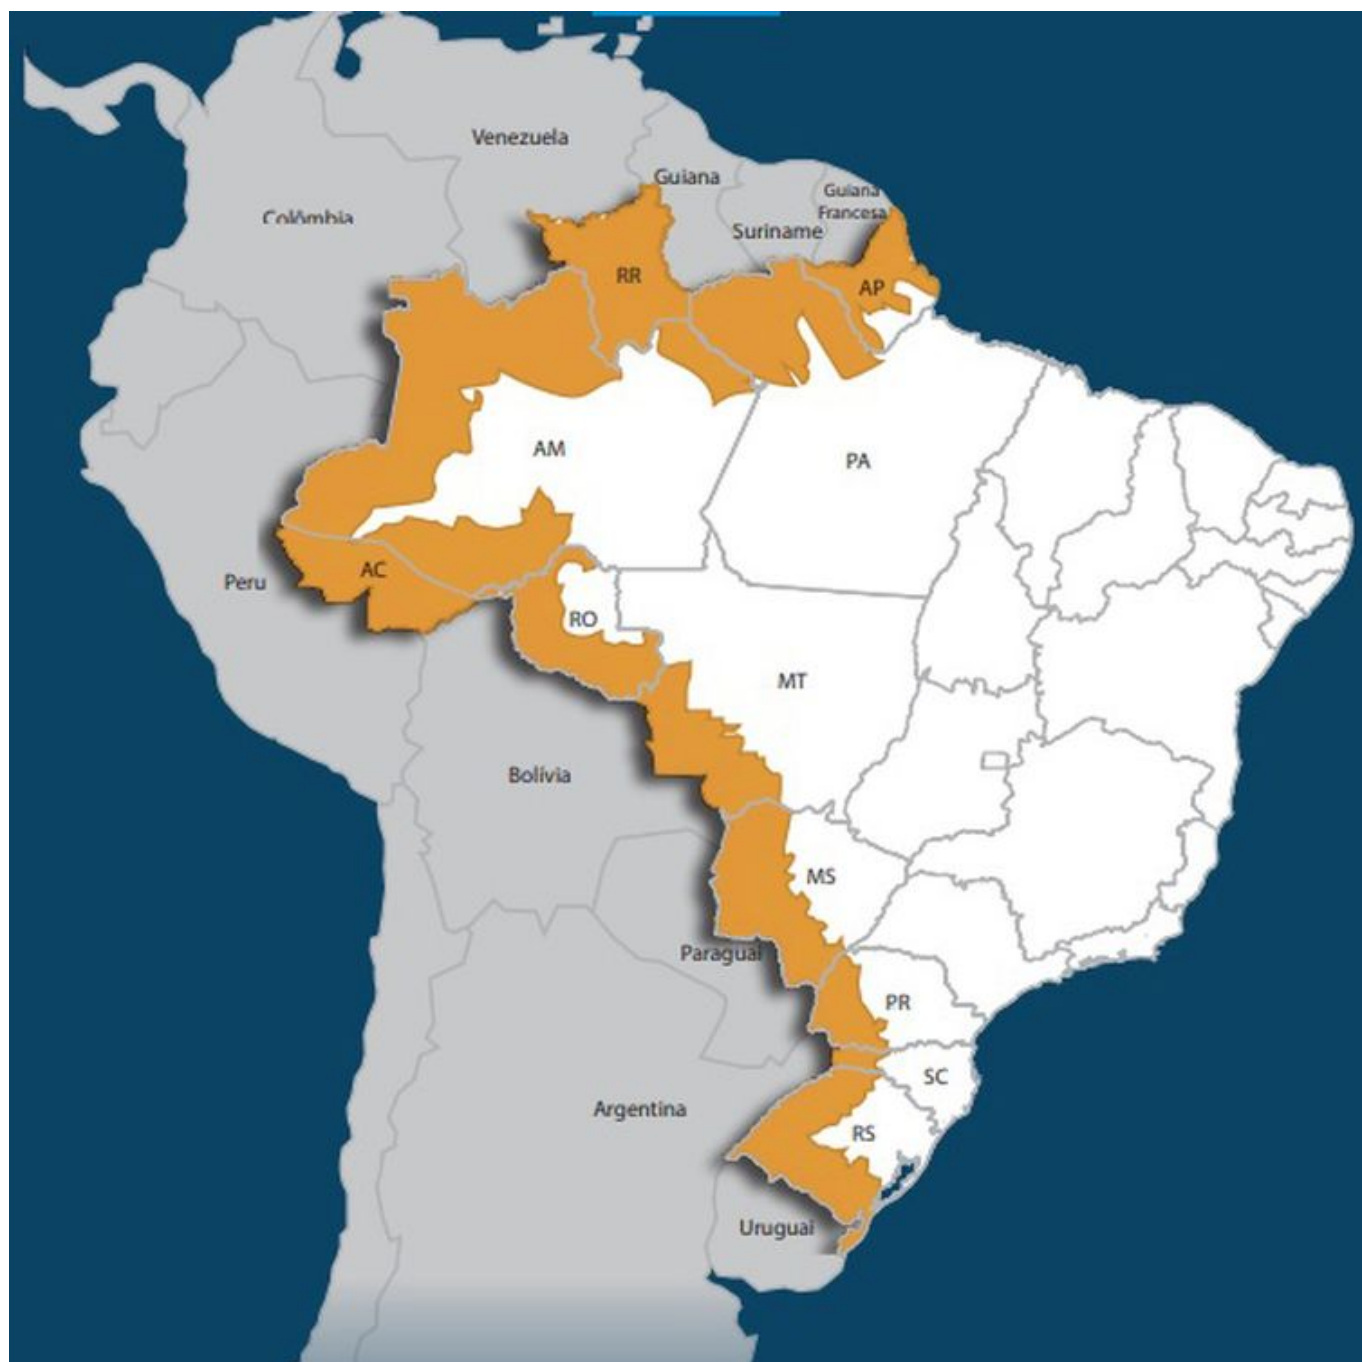 Venezuela
Guiana
Guiana
Francesa
Colômbia
Suriname
RR
AP
AM
PA
AC
Peru
RO
MT
Bolívia
MS
Paraguai
PR
SC
Argentina
RS
Uruguai